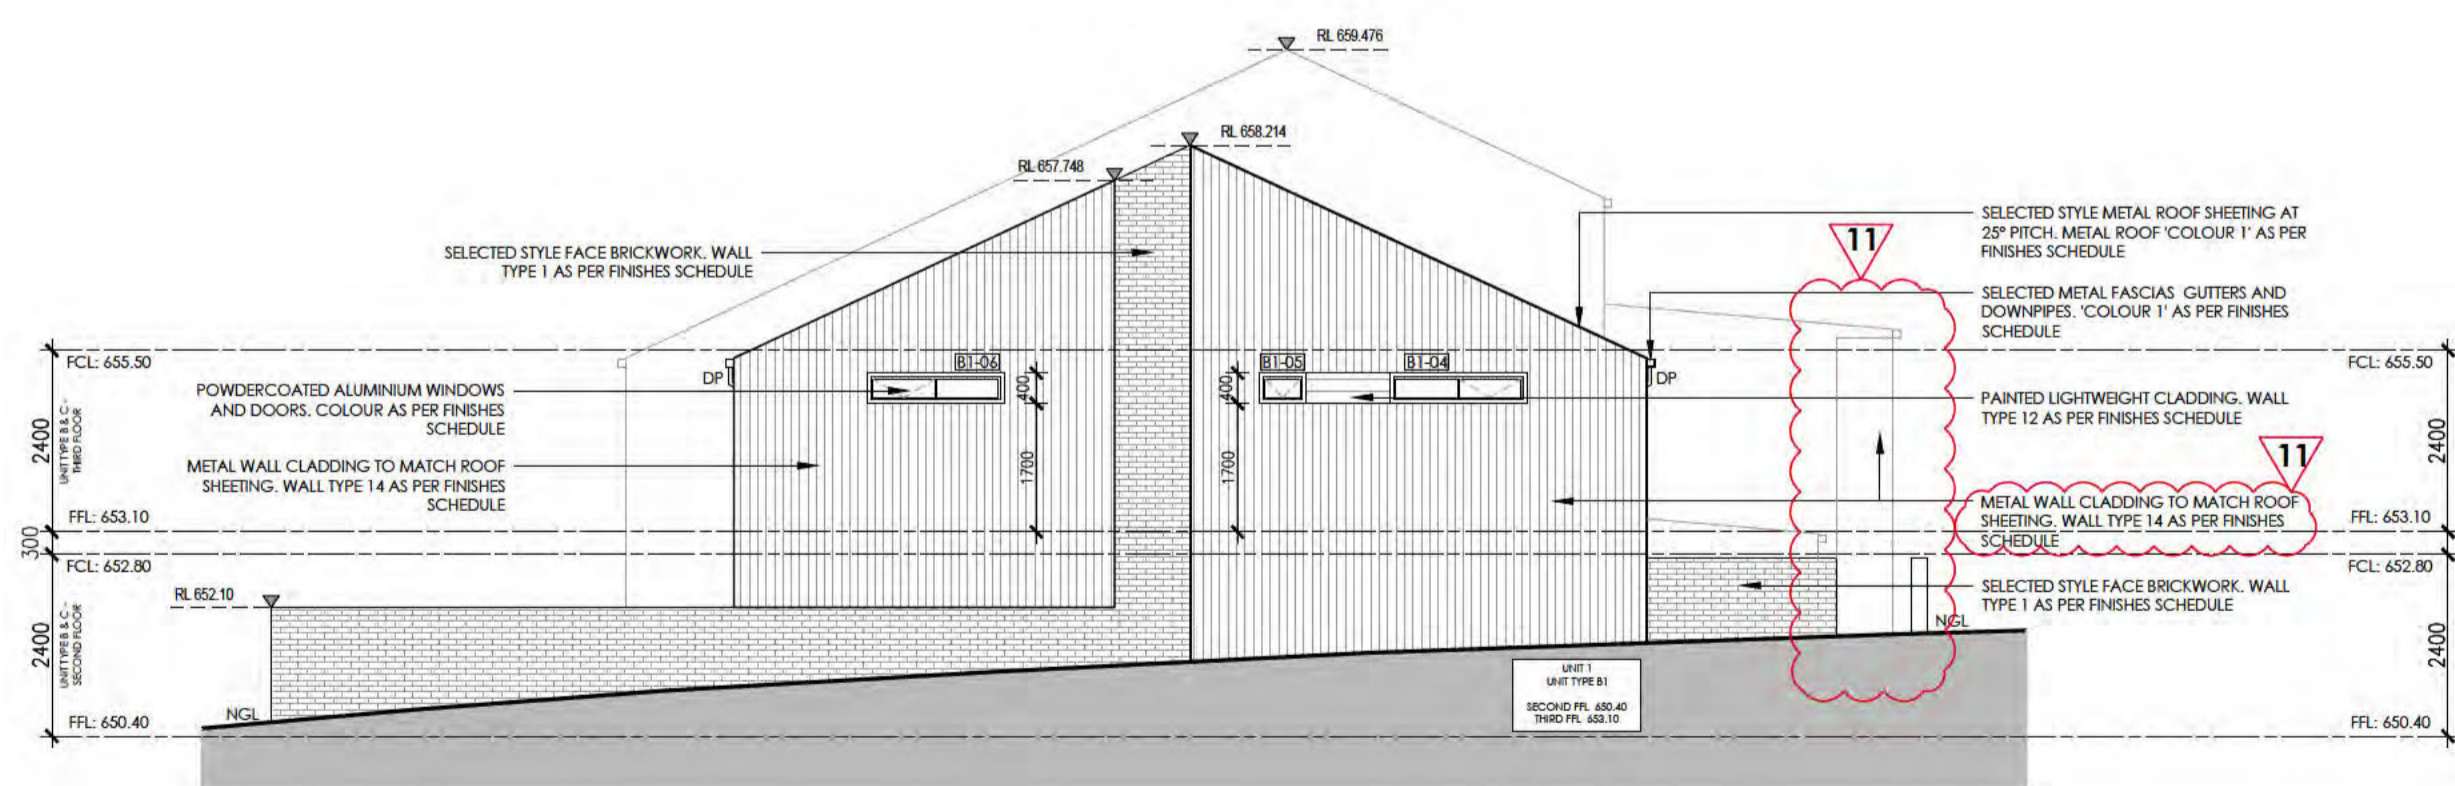 RL 659.476
RL 658.214
RL 657.748
SELECTED STYLE FACE BRICKWORK. WALL
TYPE 1 AS PER FINISHES SCHEDULE
POWDERCOATED ALUMINIUM WINDOWS
AND DOORS. COLOUR AS PER FINISHES
SCHEDULE
METAL WALL CLADDING TO MATCH ROOF
SHEETING. WALL TYPE 14 AS PER FINISHES
SCHEDULE
FCL: 655.50
FFL: 653.10
FCL: 652.80
FFL: 650.40
2400
300
2400
UNIT TYPE B & C -
THIRD FLOOR
UNIT TYPE B & C -
SECOND FLOOR
RL 652.10
NGL
DP
B1-06
400
1700
B1-05
B1-04
400
1700
DP
11
SELECTED STYLE METAL ROOF SHEETING AT
25° PITCH. METAL ROOF 'COLOUR 1' AS PER
FINISHES SCHEDULE
SELECTED METAL FASCIAS GUTTERS AND
DOWNPIPES. 'COLOUR 1' AS PER FINISHES
SCHEDULE
PAINTED LIGHTWEIGHT CLADDING. WALL
TYPE 12 AS PER FINISHES SCHEDULE
11
METAL WALL CLADDING TO MATCH ROOF
SHEETING. WALL TYPE 14 AS PER FINISHES
SCHEDULE
SELECTED STYLE FACE BRICKWORK. WALL
TYPE 1 AS PER FINISHES SCHEDULE
NGL
UNIT 1
UNIT TYPE B1
SECOND FFL 650.40
THIRD FFL 653.10
FCL: 655.50
FFL: 653.10
FCL: 652.80
FFL: 650.40
2400
2400